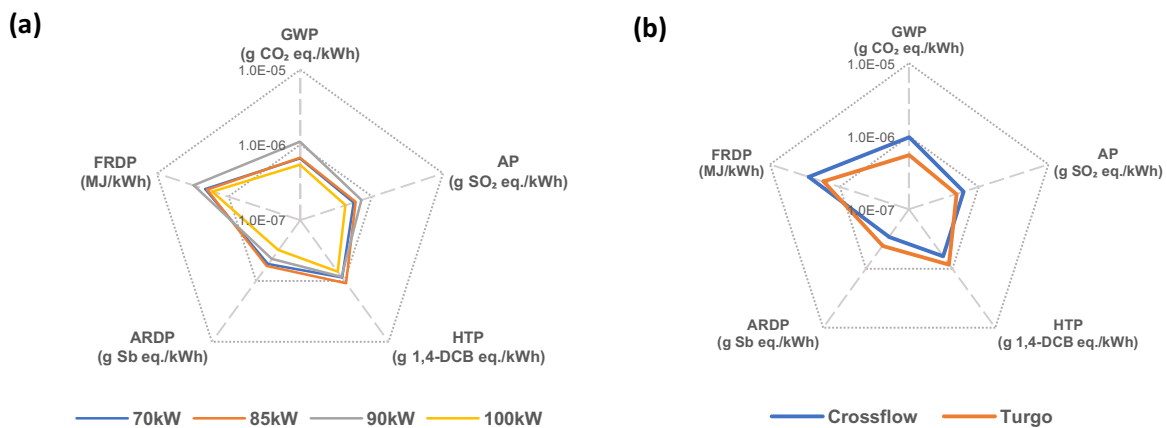 (a)
GWP
(g CO₂ eq./kWh)
1.0E-05
1.0E-06
1.0E-07
AP
(g SO₂ eq./kWh)
FRDP
(MJ/kWh)
ARDP
(g Sb eq./kWh)
HTP
(g 1,4-DCB eq./kWh)
70kW
85kW
90kW
100kW
(b)
GWP
(g CO₂ eq./kWh)
1.0E-05
1.0E-06
1.0E-07
AP
(g SO₂ eq./kWh)
FRDP
(MJ/kWh)
ARDP
(g Sb eq./kWh)
HTP
(g 1,4-DCB eq./kWh)
Crossflow
Turgo